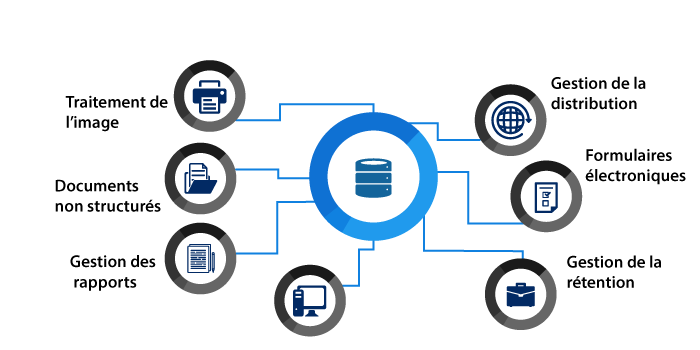 Traitement de
l'image
Documents
non structurés
Gestion des
rapports
Gestion de la
distribution
Formulaires
électroniques
Gestion de la
rétention